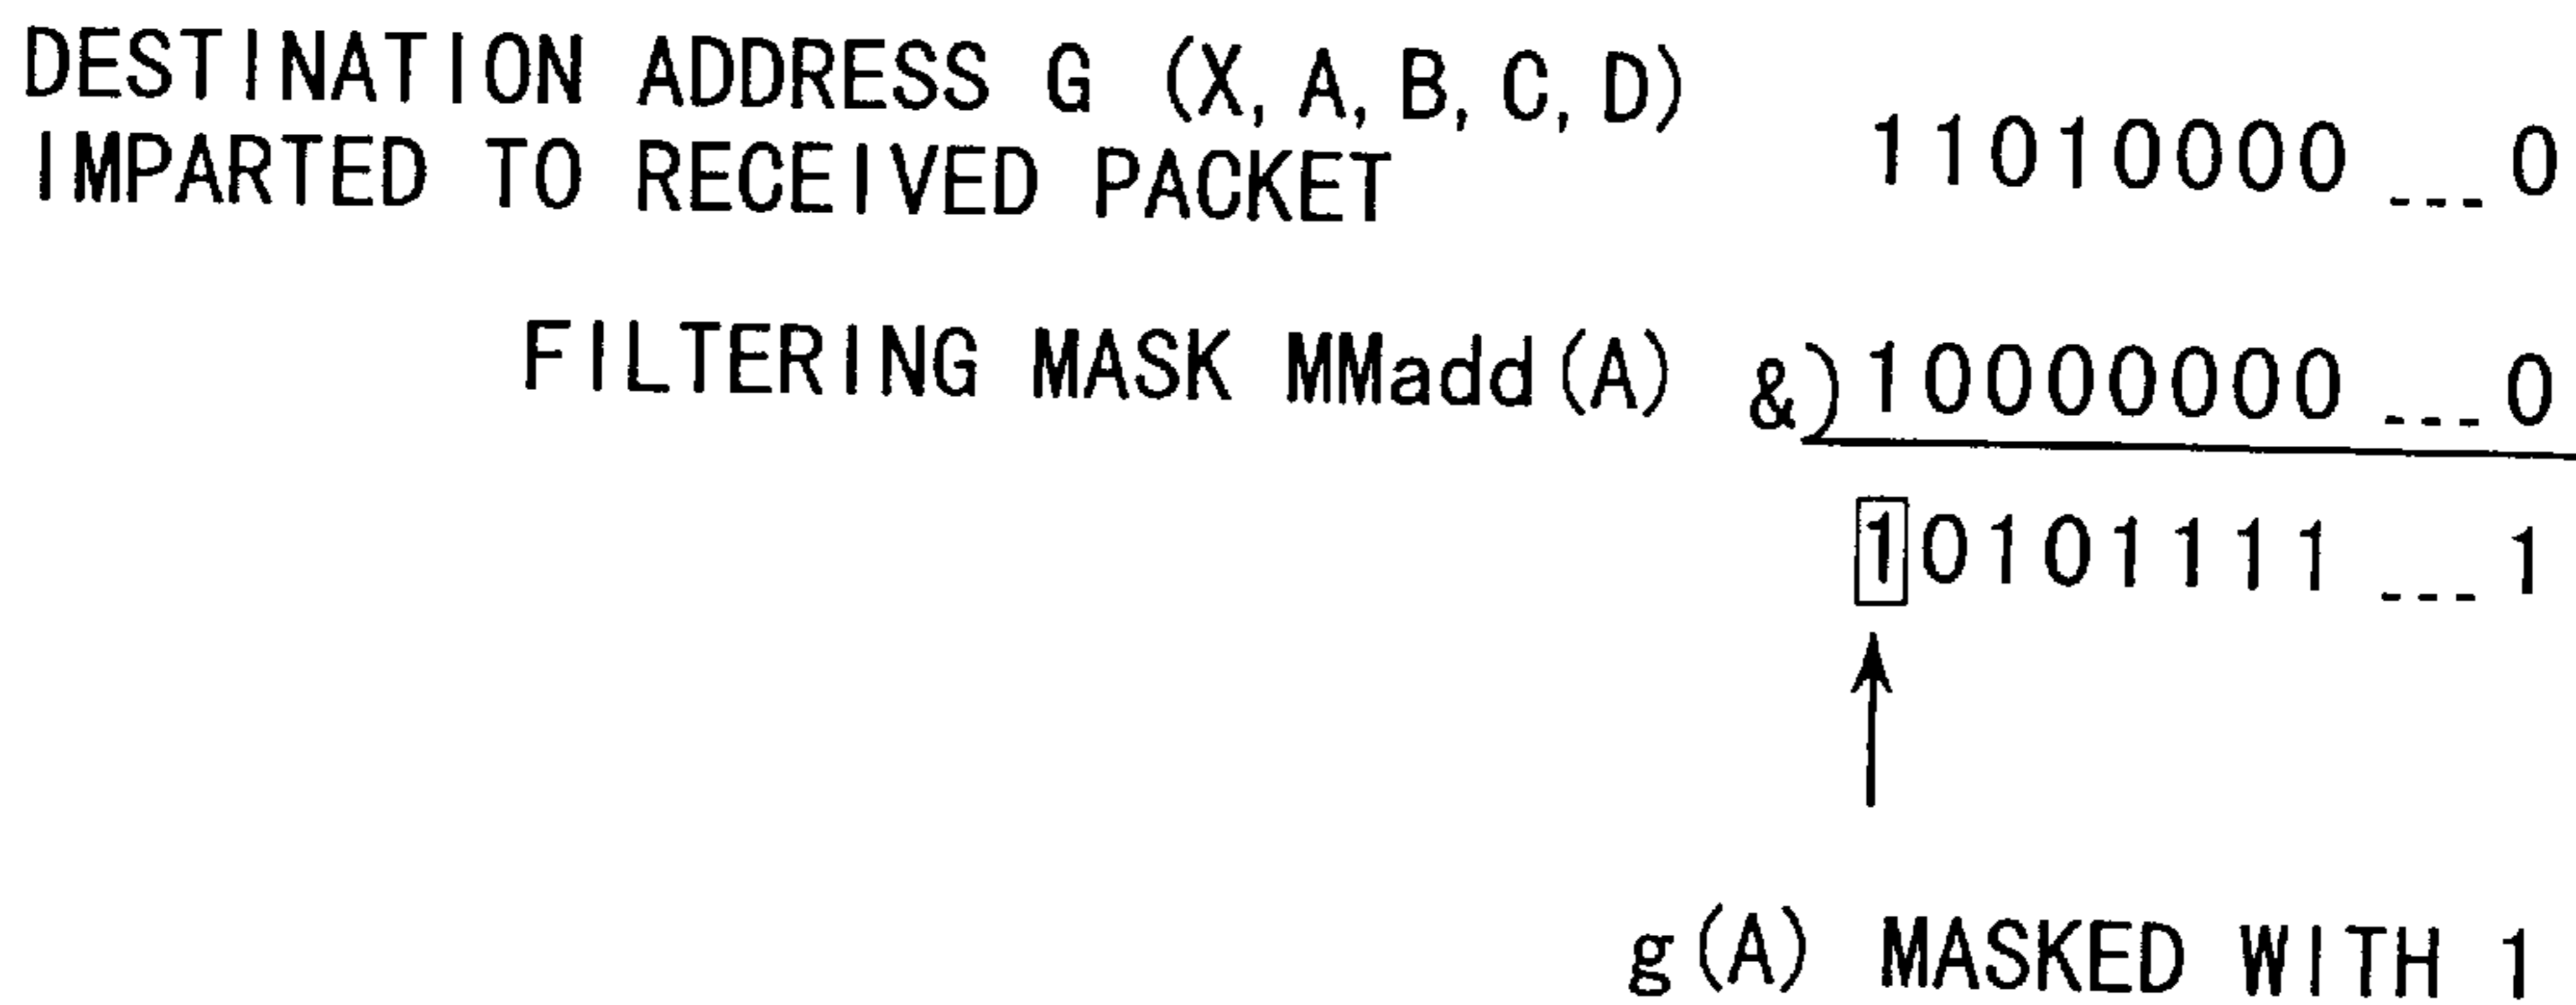 DESTINATION ADDRESS G (X, A, B, C, D)
IMPARTED TO RECEIVED PACKET 11010000 --- 0
FILTERING MASK MMadd (A) &) 10000000 --- 0
10101111 --- 1
g (A) MASKED WITH 1